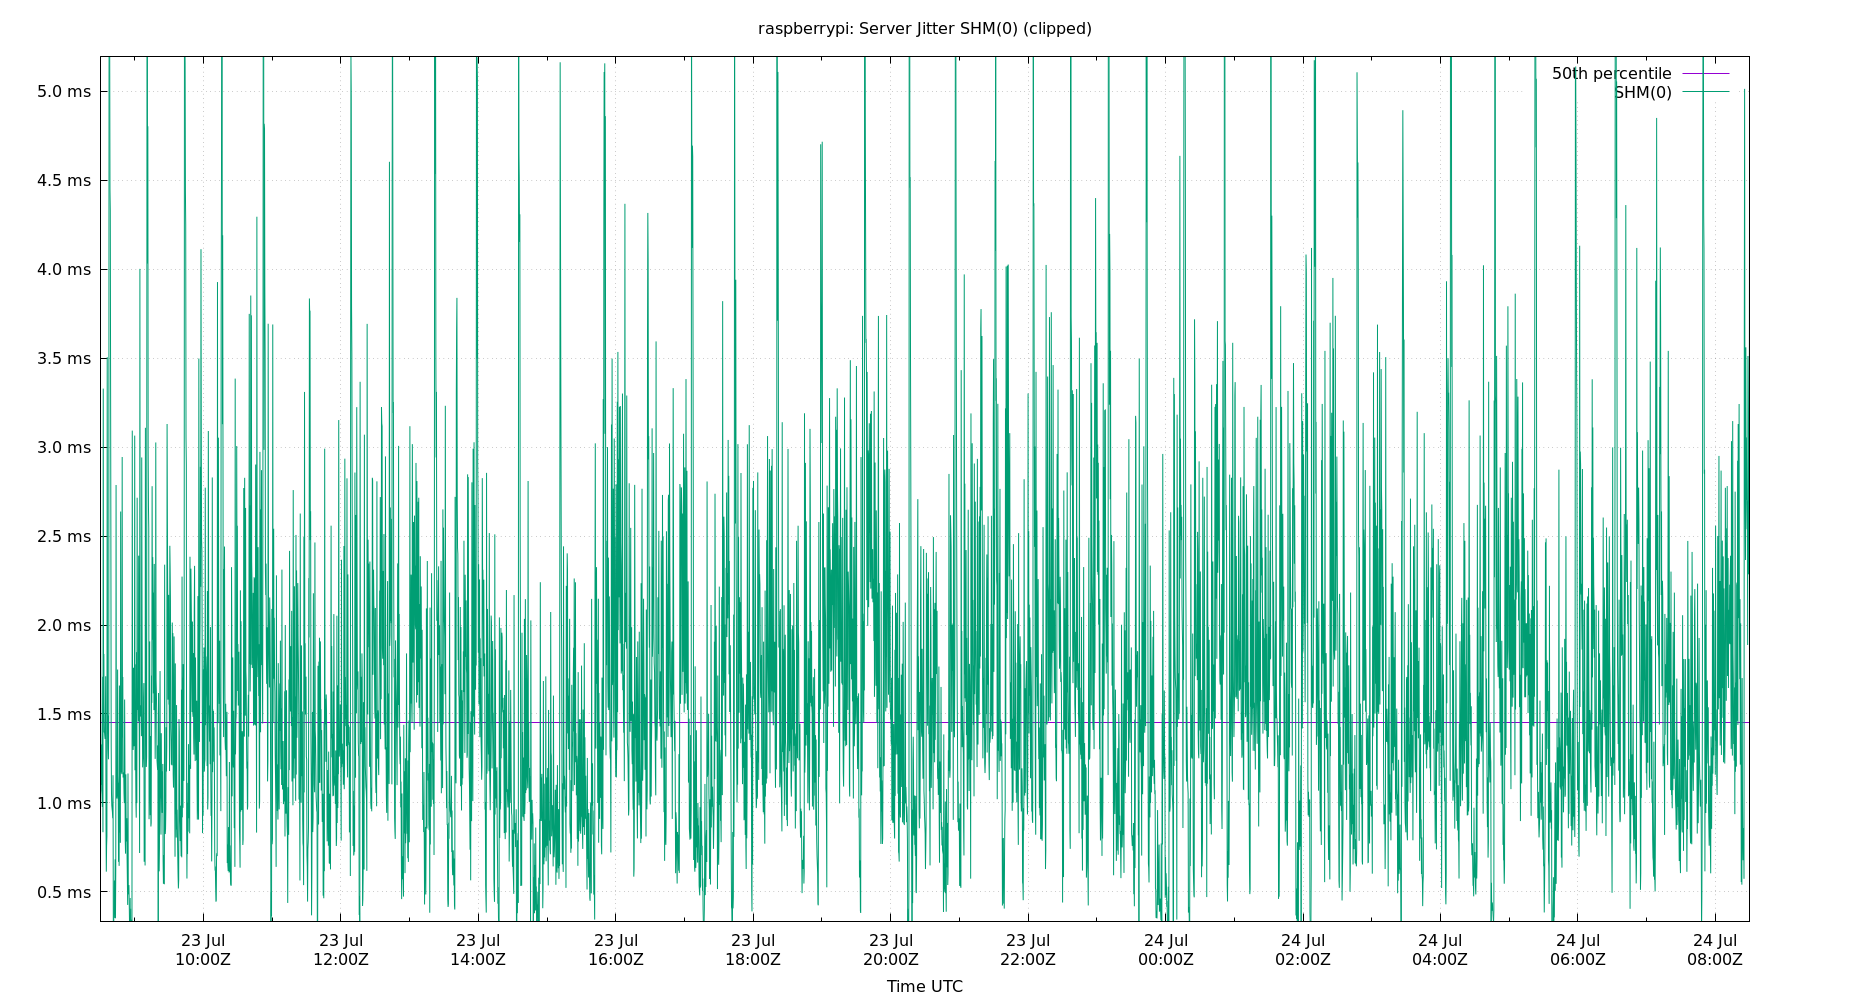 raspberrypi: Server Jitter SHM(0) (clipped)
50th percentile
SHM(0)
5.0 ms
4.5 ms
4.0 ms
3.5 ms
3.0 ms
2.5 ms
2.0 ms
1.5 ms
1.0 ms
0.5 ms
23 Jul 23 Jul 23 Jul 23 Jul 23 Jul 23 Jul 23 Jul 24 Jul 24 Jul 24 Jul 24 Jul 24 Jul
10:00Z 12:00Z 14:00Z 16:00Z 18:00Z 20:00Z 22:00Z 00:00Z 02:00Z 04:00Z 06:00Z 08:00Z
Time UTC